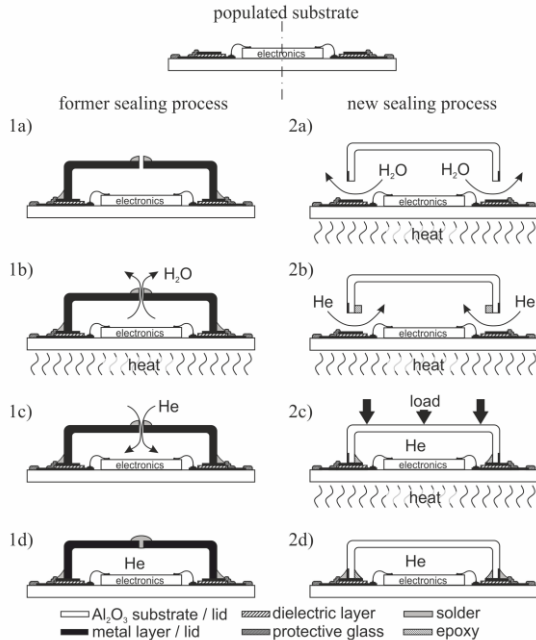 populated substrate
electronics
former sealing process
new sealing process
1a)
electronics
2a)
H₂O
H₂O
electronics
heat
1b)
H₂O
electronics
heat
2b)
He
He
electronics
heat
1c)
He
electronics
2c)
load
He
electronics
heat
1d)
He
electronics
2d)
He
electronics
Al₂O₃ substrate / lid
dielectric layer
solder
metal layer / lid
protective glass
epoxy